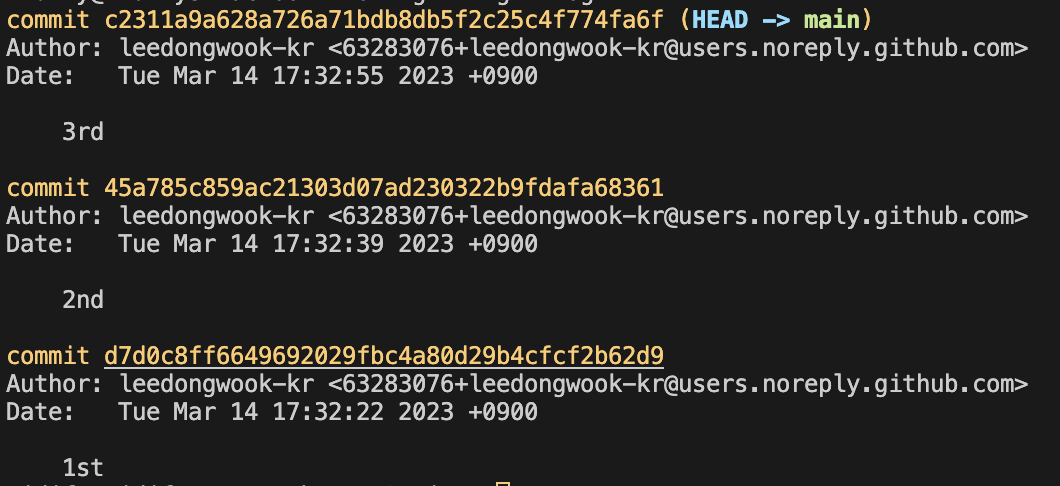 commit c2311a9a628a726a71bdb8db5f2c25c4f774fa6f (HEAD -> main)
Author: leedongwook-kr <63283076+leedongwook-kr@users.noreply.github.com>
Date:   Tue Mar 14 17:32:55 2023 +0900
3rd
commit 45a785c859ac21303d07ad230322b9fdafa68361
Author: leedongwook-kr <63283076+leedongwook-kr@users.noreply.github.com>
Date:   Tue Mar 14 17:32:39 2023 +0900
2nd
commit d7d0c8ff6649692029fbc4a80d29b4cfcf2b62d9
Author: leedongwook-kr <63283076+leedongwook-kr@users.noreply.github.com>
Date:   Tue Mar 14 17:32:22 2023 +0900
1st